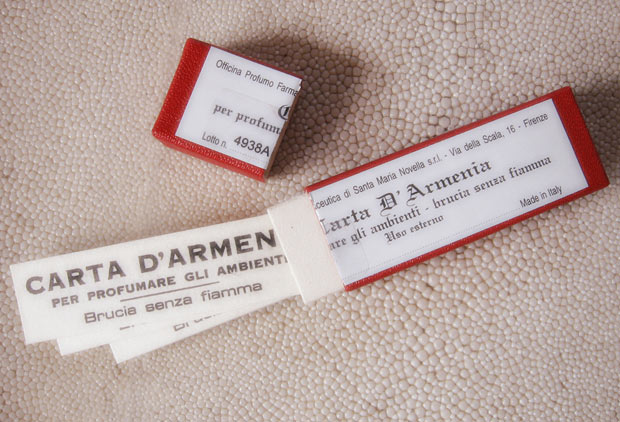 Officina Profumo Farma
per profum
Lotto n. 4938A
ceutica di Santa Maria Novella s.r.l. - Via della Scala, 16 - Firenze
Carta D'Armenia
are gli ambienti - brucia senza fiamma
Uso esterno
Made in Italy
CARTA D'ARMEN
PER PROFUMARE GLI AMBIENT
Brucia senza fiamma